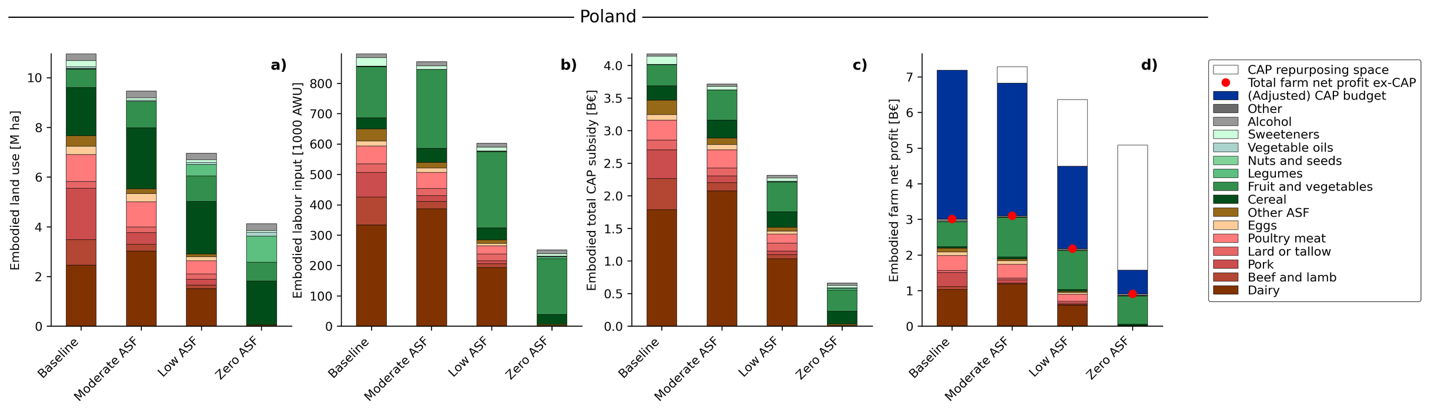 Poland
a)
Embodied land use [M ha]
10
8
6
4
2
0
Baseline
Moderate ASF
Low ASF
Zero ASF
b)
Embodied labour input [1000 AWU]
800
700
600
500
400
300
200
100
0
Baseline
Moderate ASF
Low ASF
Zero ASF
c)
Embodied total CAP subsidy [B€]
4.0
3.5
3.0
2.5
2.0
1.5
1.0
0.5
0.0
Baseline
Moderate ASF
Low ASF
Zero ASF
d)
Embodied farm net profit [B€]
7
6
5
4
3
2
1
0
Baseline
Moderate ASF
Low ASF
Zero ASF
CAP repurposing space
Total farm net profit ex-CAP
(Adjusted) CAP budget
Other
Alcohol
Sweeteners
Vegetable oils
Nuts and seeds
Legumes
Fruit and vegetables
Cereal
Other ASF
Eggs
Poultry meat
Lard or tallow
Pork
Beef and lamb
Dairy